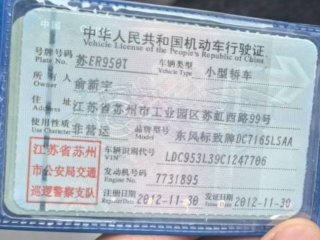 中国
中华人民共和国机动车行驶证
Vehicle License of the People's Republic of China
号牌号码 苏ER950T 车辆类型 小型轿车
Plate No. Vehicle Type
所有人 俞新宇
Owner
住址 江苏省苏州市工业园区苏虹西路99号
Address
使用性质 非营运 品牌型号 东风标致牌DC7165LSAA
Use Character Model
江苏省苏州 车辆识别代号 LDC953L39C1247706
VIN
市公安局交通 发动机号码 7731895
Engine No.
巡逻警察支队 注册日期 2012-11-30 发证日期 2012-11-30
Register Date Issue Date